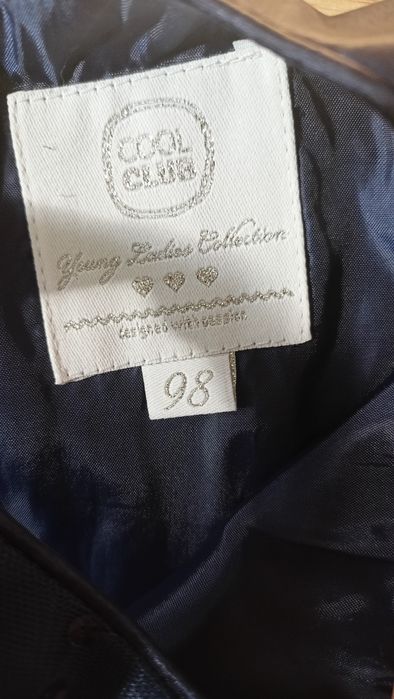 COOL
CLUB
Young Ladies Collection
designed with passion
98